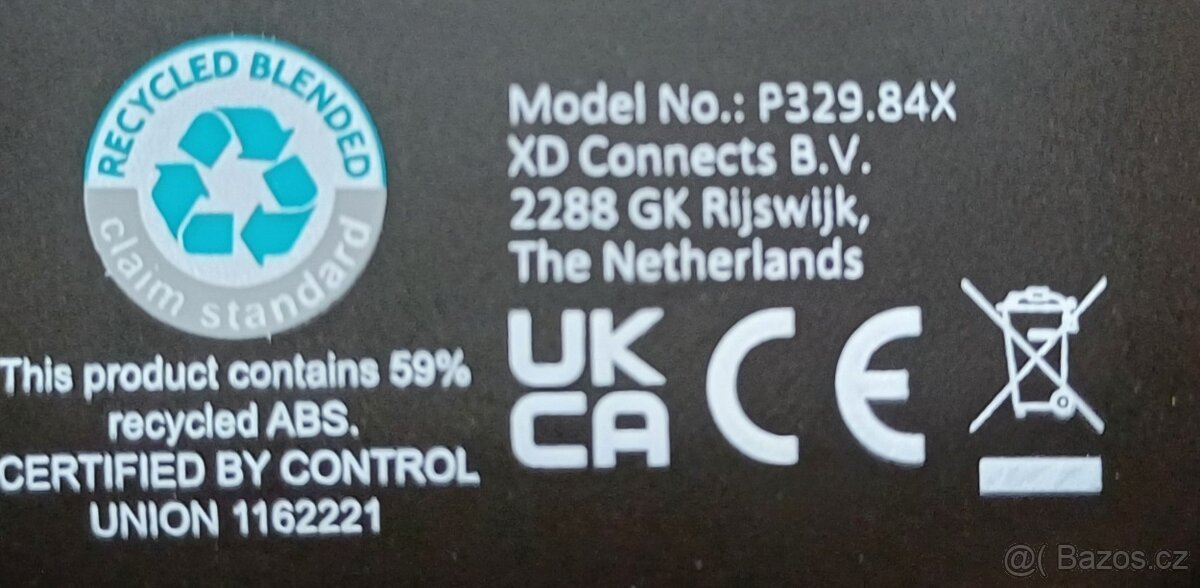 RECYCLED BLENDED
claim standard
This product contains 59%
recycled ABS.
CERTIFIED BY CONTROL
UNION 1162221
Model No.: P329.84X
XD Connects B.V.
2288 GK Rijswijk,
The Netherlands
UK
CA
CE
@( Bazos.cz